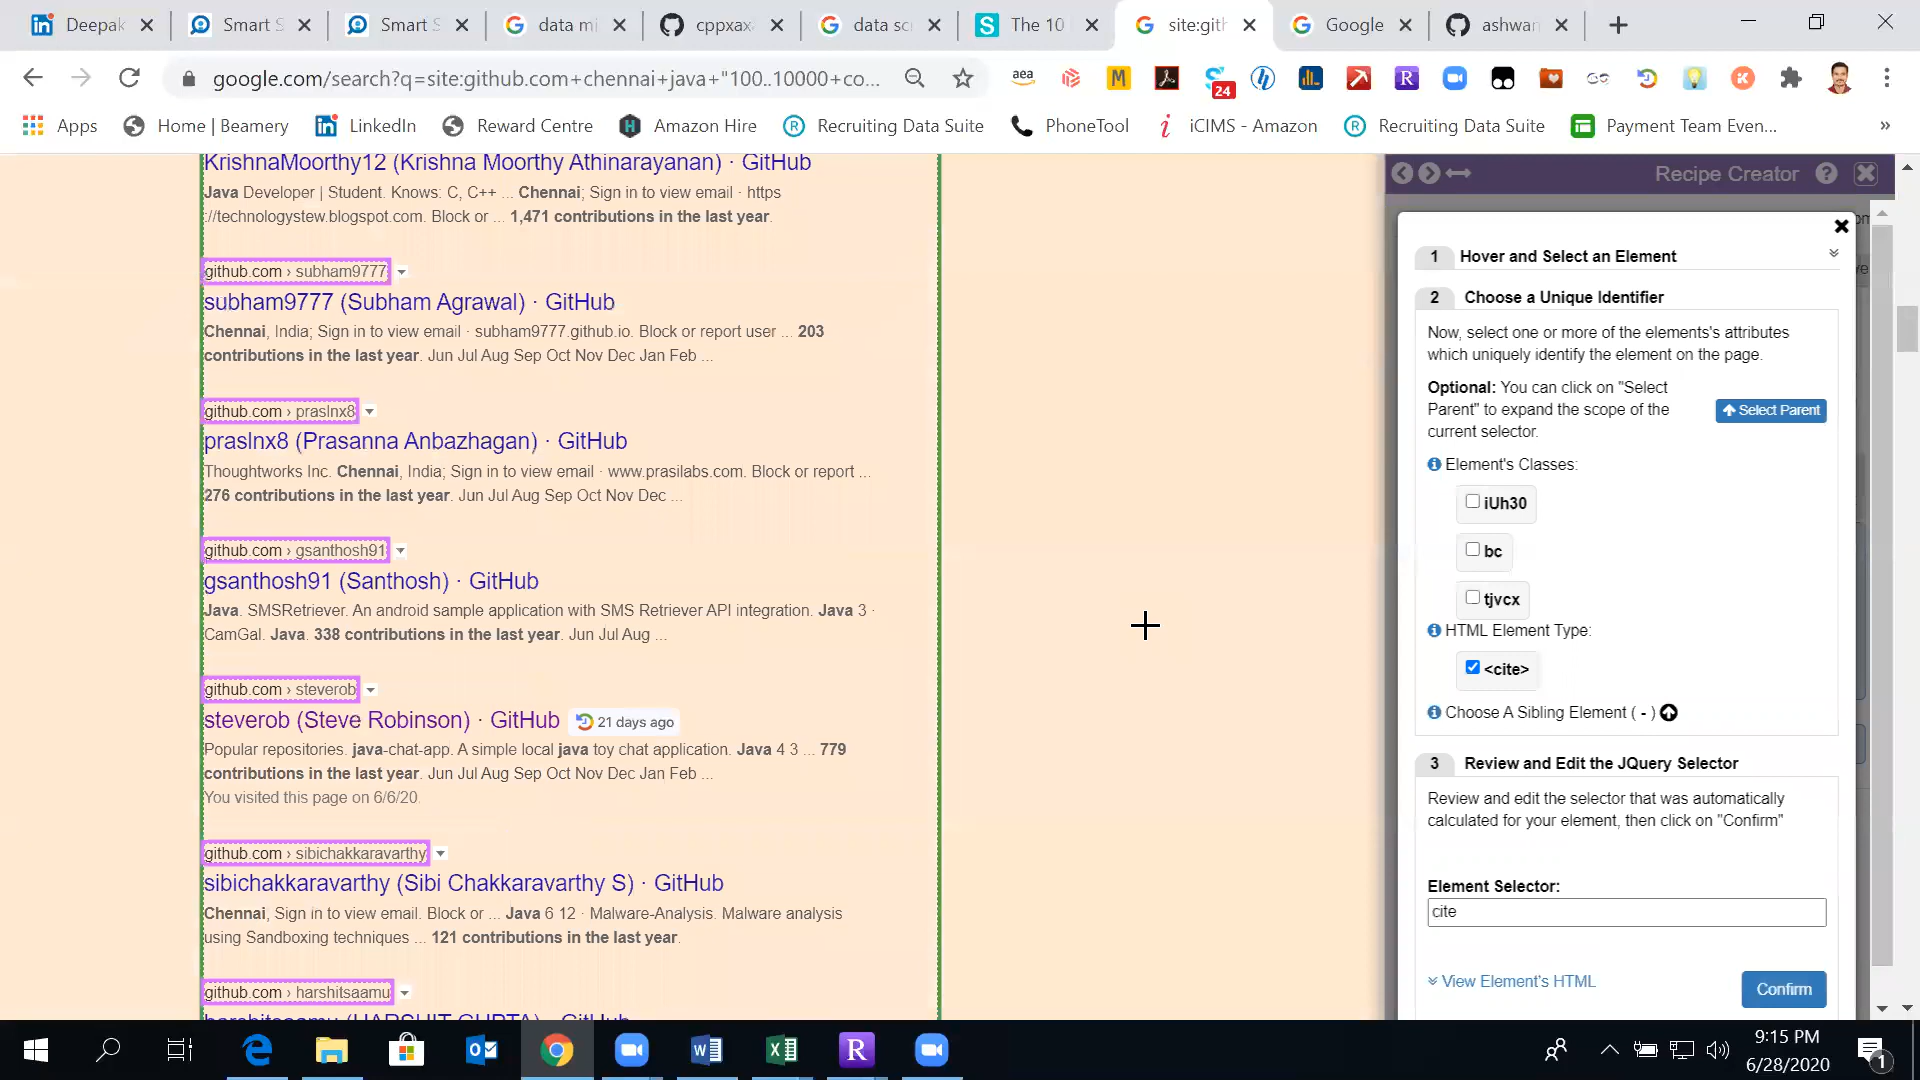 Deepak
Smart S
Smart S
data mi
cppxax
data sc
The 10
site:gith
Google
ashwan
google.com/search?q=site:github.com+chennai+java+"100..10000+co...
aea
M
24
R
K
Apps
Home | Beamery
LinkedIn
Reward Centre
Amazon Hire
Recruiting Data Suite
PhoneTool
iCIMS - Amazon
Recruiting Data Suite
Payment Team Even...
»
KrishnaMoorthy12 (Krishna Moorthy Athinarayanan) · GitHub
Java Developer | Student. Knows: C, C++ ... Chennai; Sign in to view email · https
://technologystew.blogspot.com. Block or ... 1,471 contributions in the last year.
github.com › subham9777
subham9777 (Subham Agrawal) · GitHub
Chennai, India; Sign in to view email · subham9777.github.io. Block or report user ... 203
contributions in the last year. Jun Jul Aug Sep Oct Nov Dec Jan Feb ...
github.com › praslnx8
praslnx8 (Prasanna Anbazhagan) · GitHub
Thoughtworks Inc. Chennai, India; Sign in to view email · www.prasilabs.com. Block or report ...
276 contributions in the last year. Jun Jul Aug Sep Oct Nov Dec ...
github.com › gsanthosh91
gsanthosh91 (Santhosh) · GitHub
Java. SMSRetriever. An android sample application with SMS Retriever API integration. Java 3 ·
CamGal. Java. 338 contributions in the last year. Jun Jul Aug ...
github.com › steverob
steverob (Steve Robinson) · GitHub
21 days ago
Popular repositories. java-chat-app. A simple local java toy chat application. Java 4 3 ... 779
contributions in the last year. Jun Jul Aug Sep Oct Nov Dec Jan Feb ...
You visited this page on 6/6/20.
github.com › sibichakkaravarthy
sibichakkaravarthy (Sibi Chakkaravarthy S) · GitHub
Chennai, Sign in to view email. Block or ... Java 6 12 · Malware-Analysis. Malware analysis
using Sandboxing techniques ... 121 contributions in the last year.
github.com › harshitsaamu
harshitsaamu (HARSHIT GUPTA) · GitHub
Recipe Creator
1 Hover and Select an Element
2 Choose a Unique Identifier
Now, select one or more of the elements's attributes
which uniquely identify the element on the page.
Optional: You can click on "Select
Parent" to expand the scope of the
current selector.
Select Parent
Element's Classes:
iUh30
bc
tjvcx
HTML Element Type:
<cite>
Choose A Sibling Element ( - )
3 Review and Edit the JQuery Selector
Review and edit the selector that was automatically
calculated for your element, then click on "Confirm"
Element Selector:
cite
View Element's HTML
Confirm
9:15 PM
6/28/2020
1